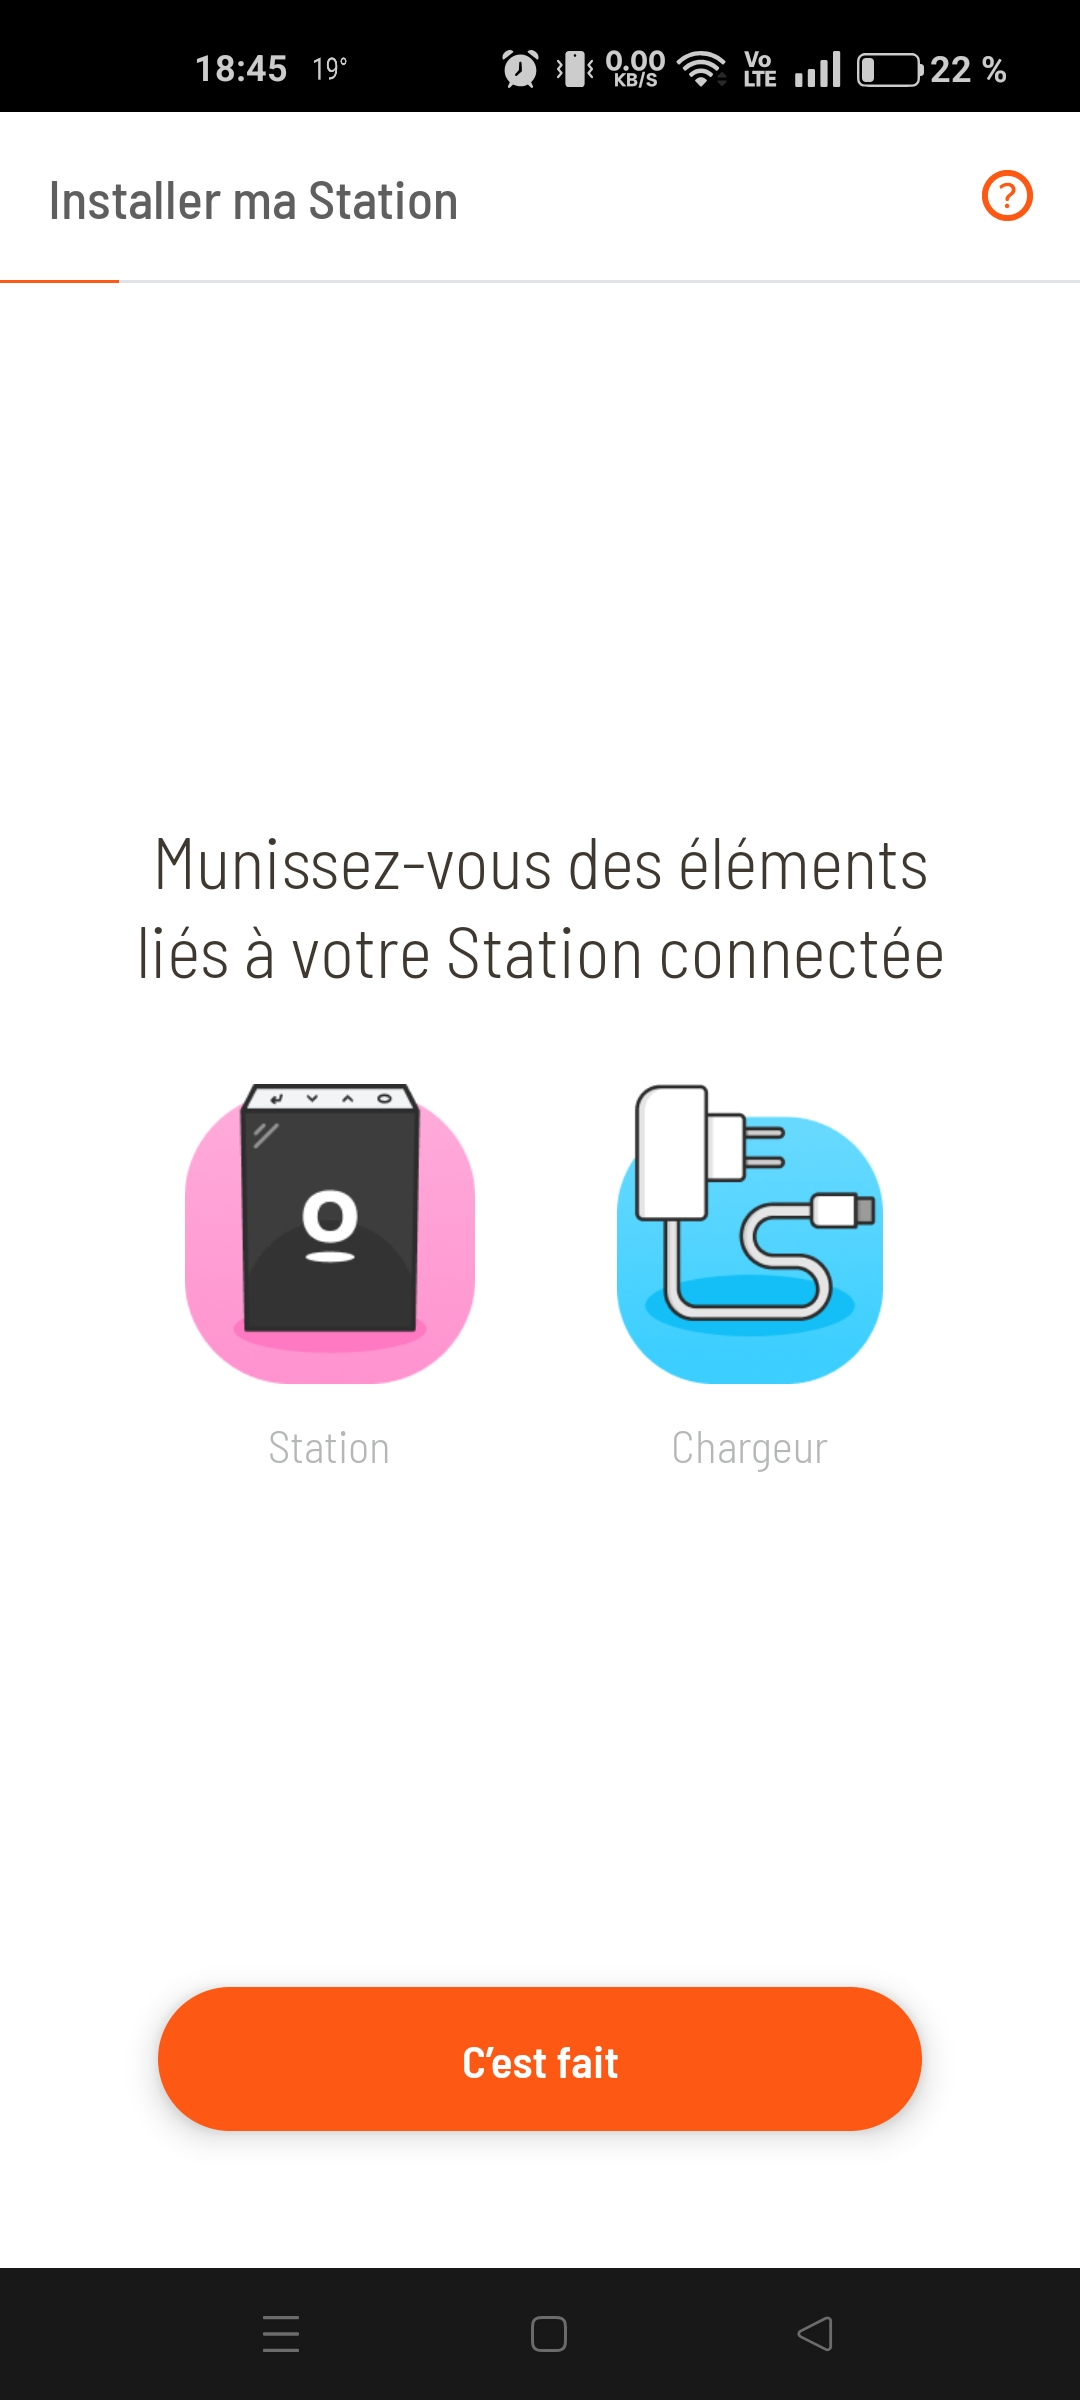 18:45 19° 0.00 KB/S Vo LTE 22 %
Installer ma Station
?
Munissez-vous des éléments
liés à votre Station connectée
Station Chargeur
C’est fait